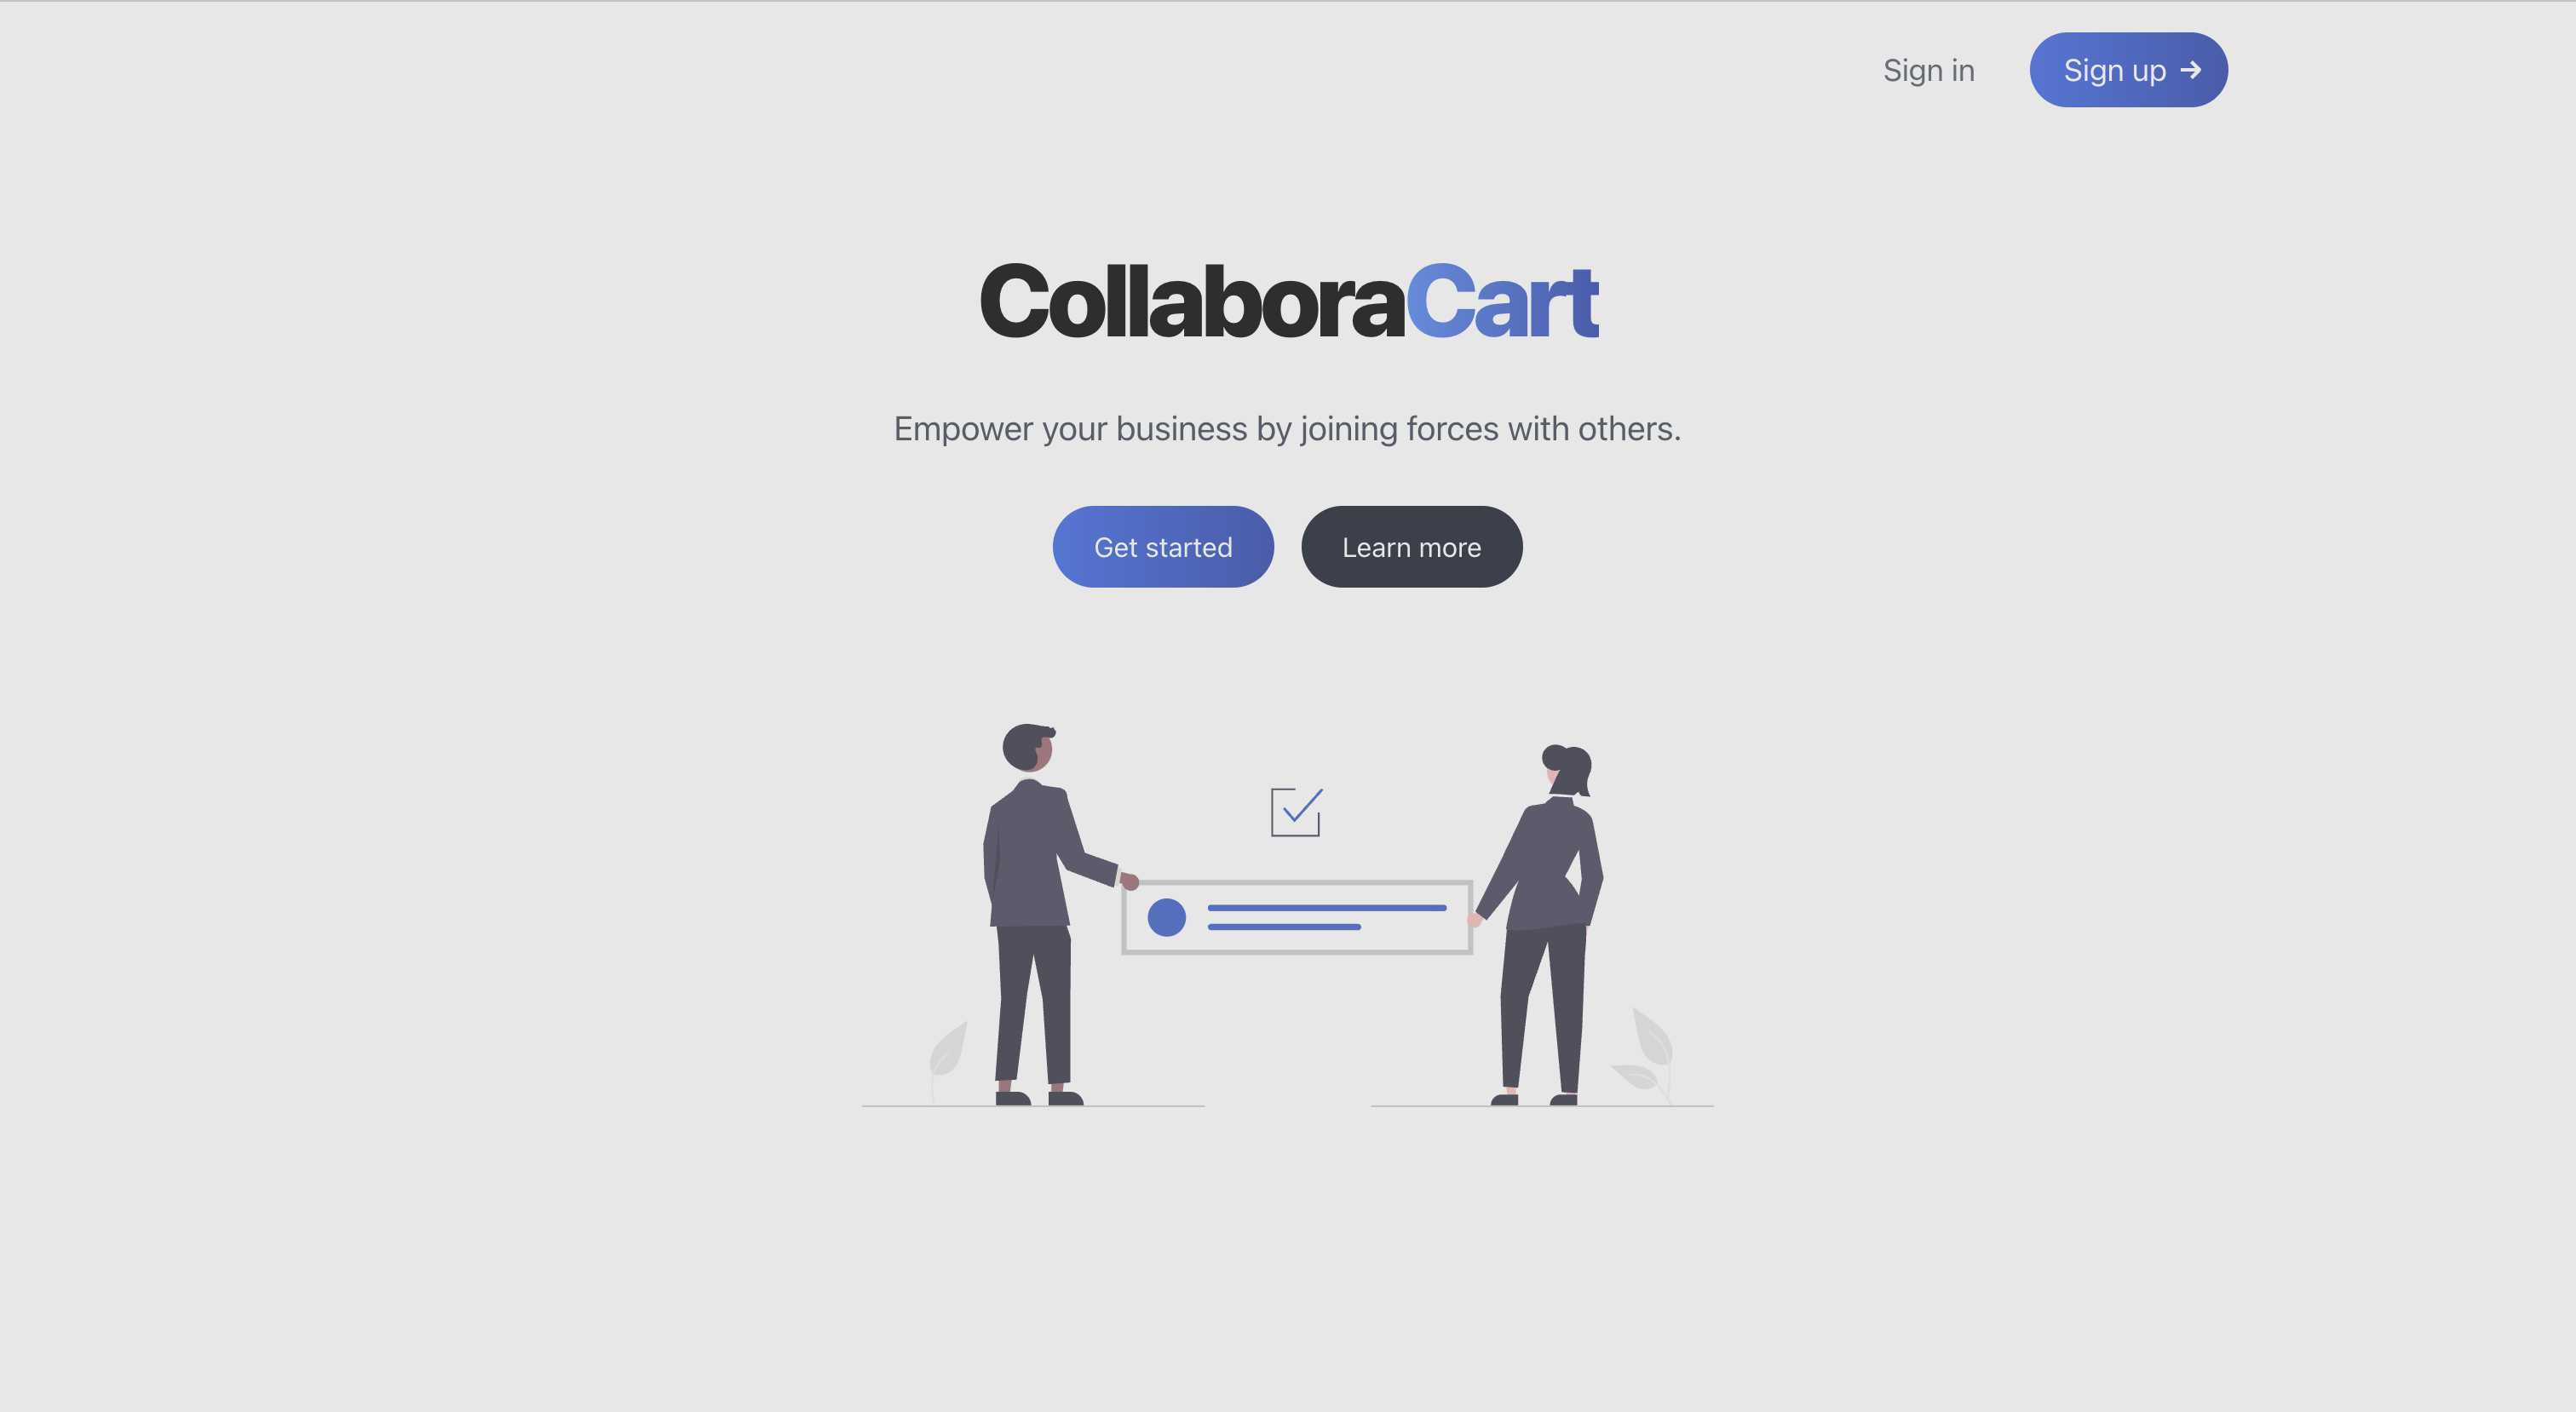 Sign in
Sign up →
CollaboraCart
Empower your business by joining forces with others.
Get started
Learn more